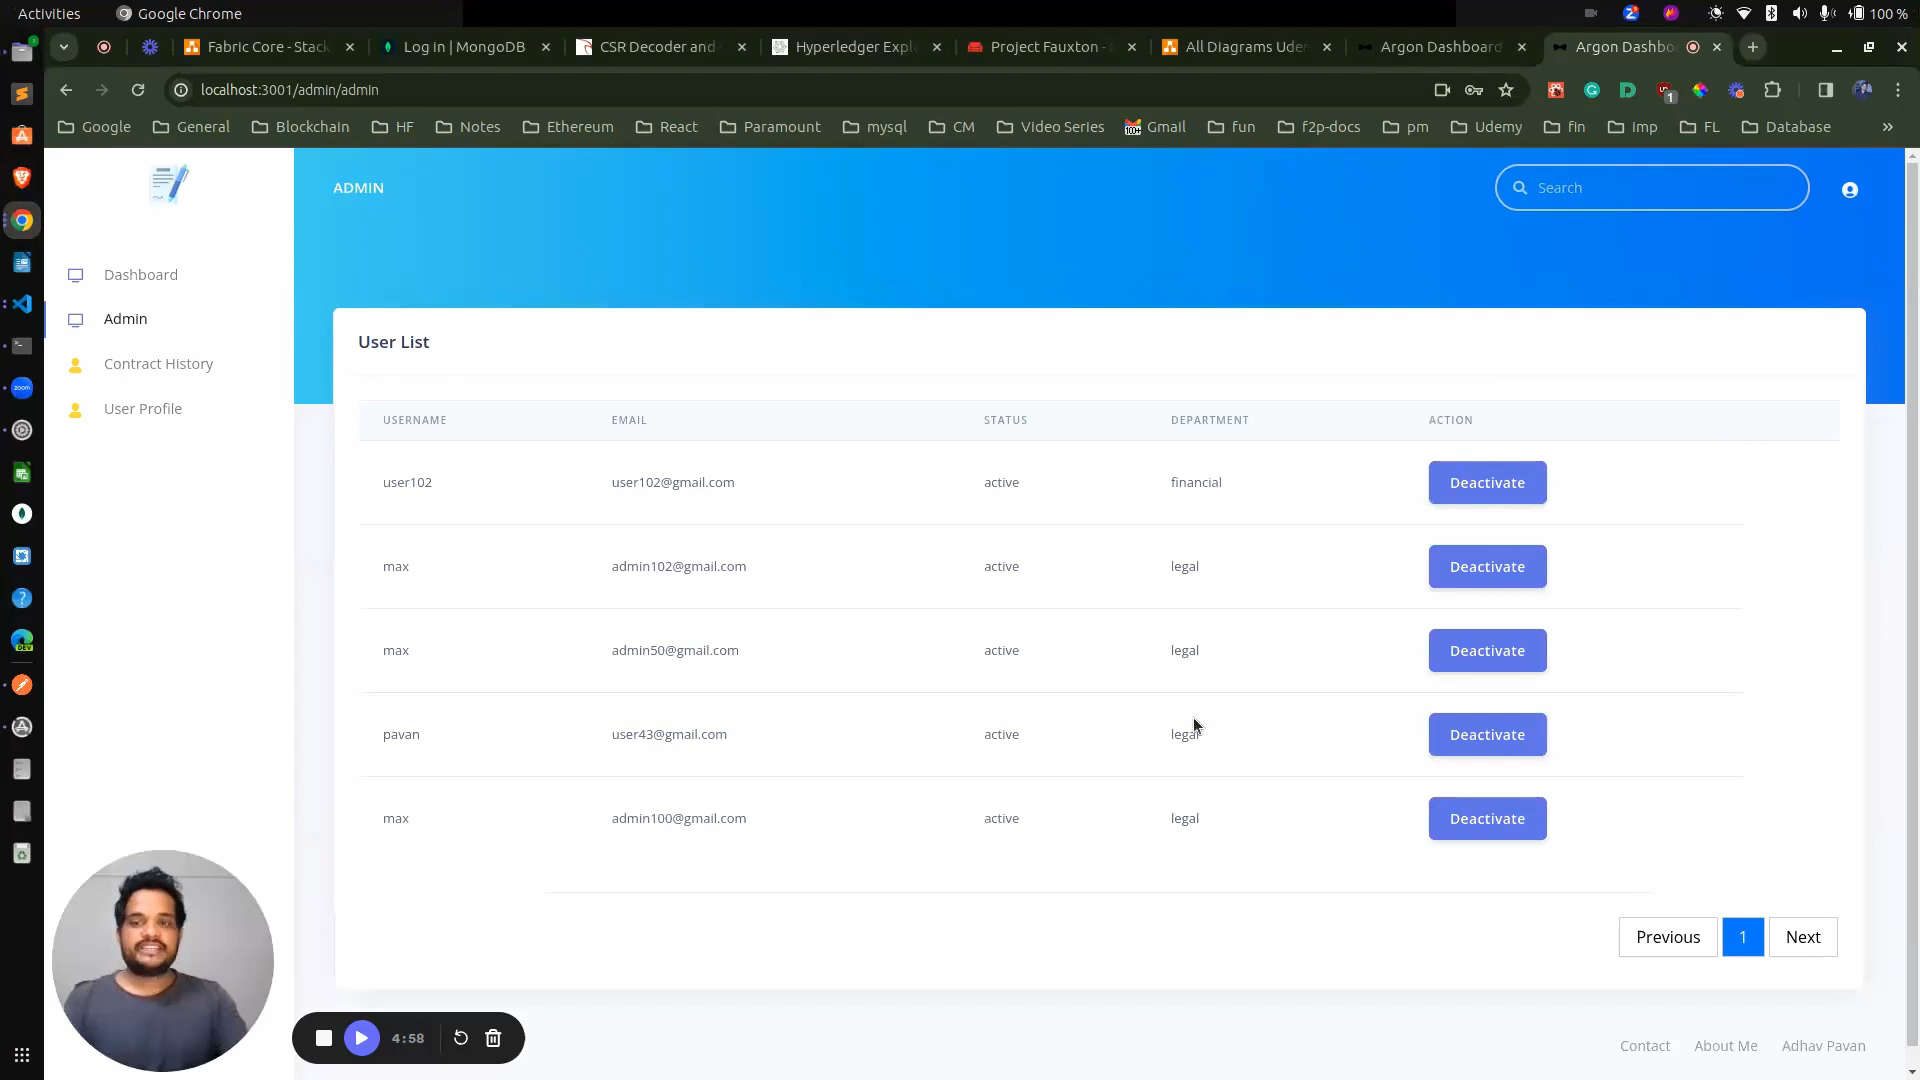 Activities Google Chrome 100 %
Fabric Core - Stack Log in | MongoDB CSR Decoder and Hyperledger Expl Project Fauxton - All Diagrams Uder Argon Dashboard Argon Dashbo
localhost:3001/admin/admin
Google General Blockchain HF Notes Ethereum React Paramount mysql CM Video Series Gmail fun f2p-docs pm Udemy fin imp FL Database »
ADMIN Search
Dashboard
Admin
Contract History
User Profile
User List
USERNAME EMAIL STATUS DEPARTMENT ACTION
user102 user102@gmail.com active financial Deactivate
max admin102@gmail.com active legal Deactivate
max admin50@gmail.com active legal Deactivate
pavan user43@gmail.com active legal Deactivate
max admin100@gmail.com active legal Deactivate
Previous 1 Next
4:58
Contact About Me Adhav Pavan